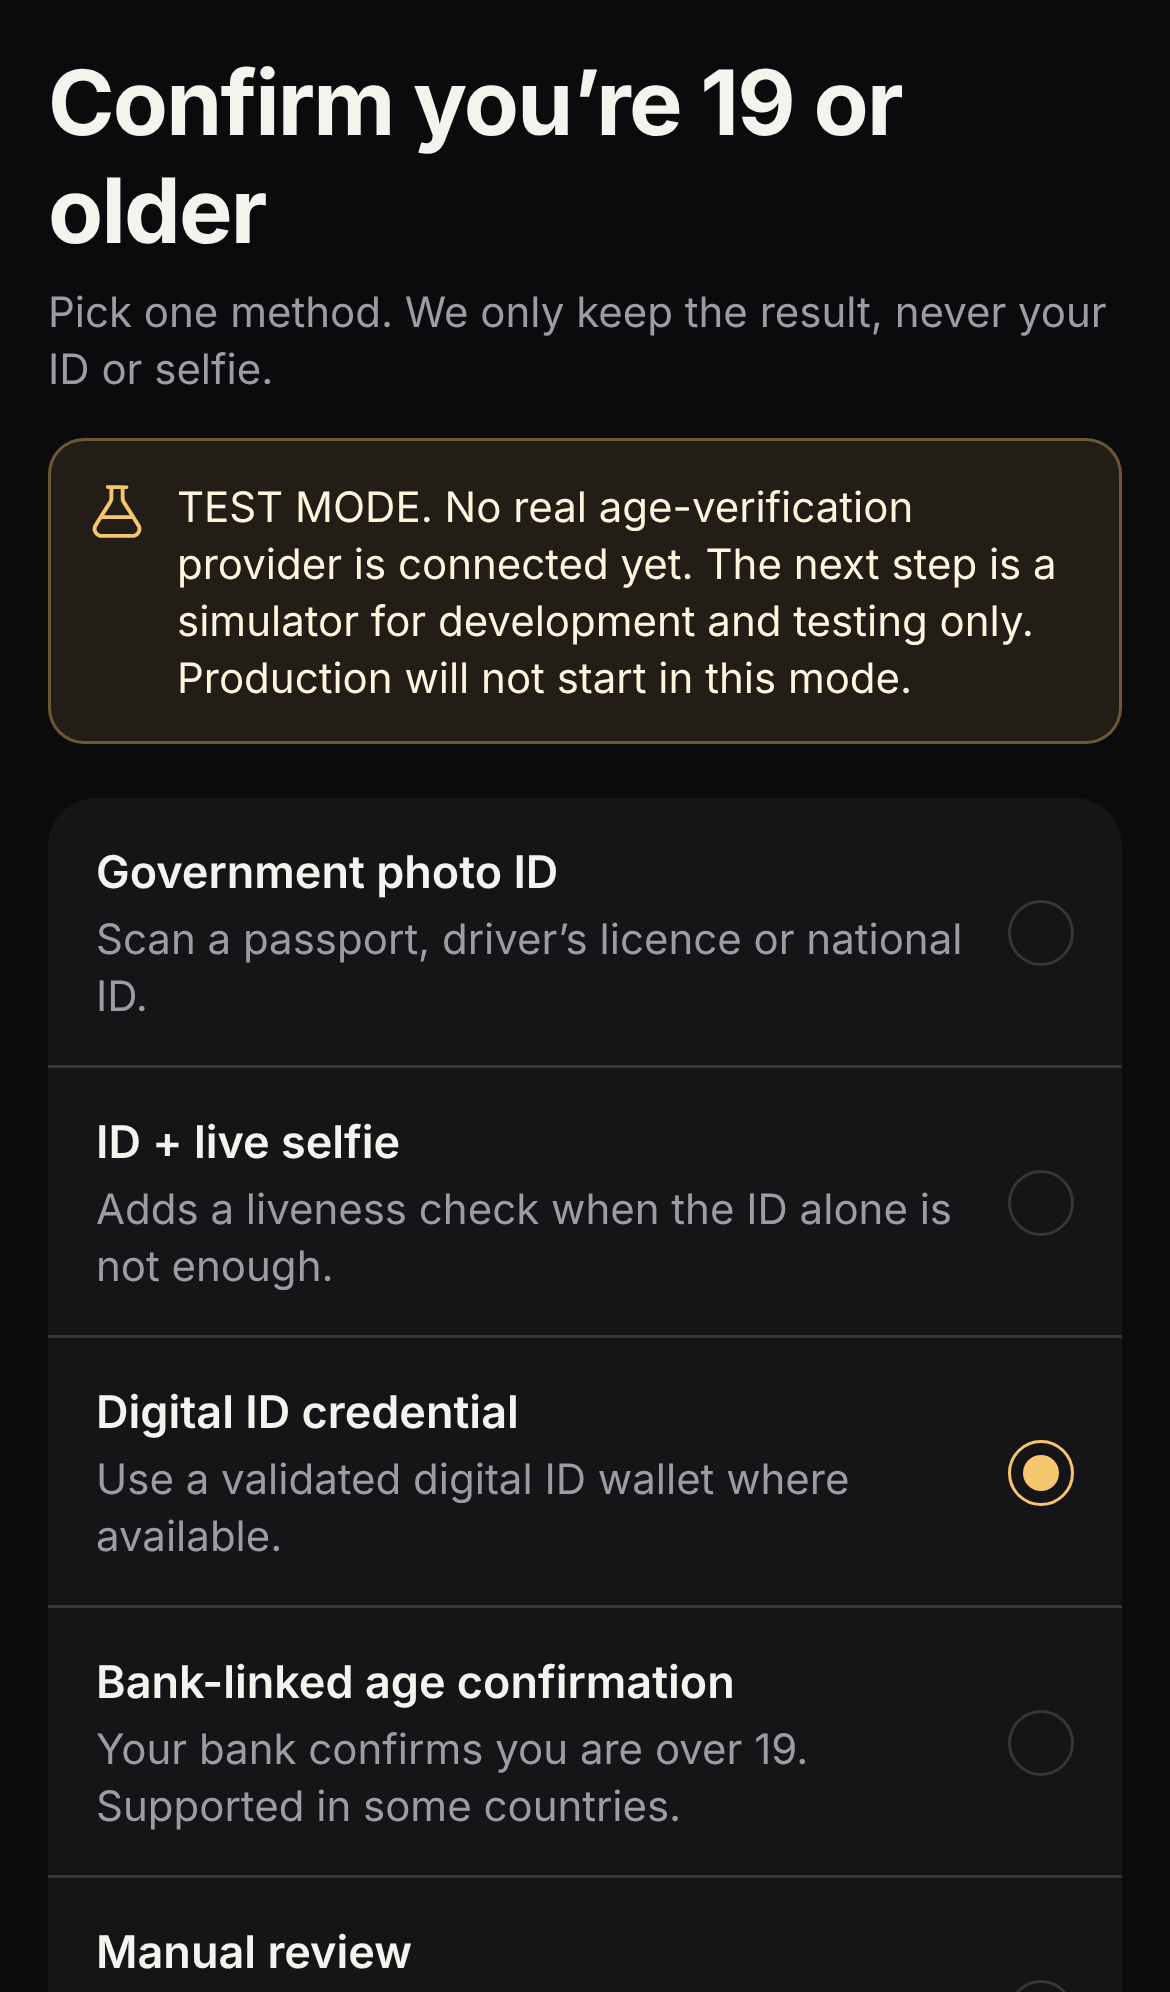 Confirm you’re 19 or
older
Pick one method. We only keep the result, never your
ID or selfie.
TEST MODE. No real age-verification
provider is connected yet. The next step is a
simulator for development and testing only.
Production will not start in this mode.
Government photo ID
Scan a passport, driver’s licence or national
ID.
ID + live selfie
Adds a liveness check when the ID alone is
not enough.
Digital ID credential
Use a validated digital ID wallet where
available.
Bank-linked age confirmation
Your bank confirms you are over 19.
Supported in some countries.
Manual review